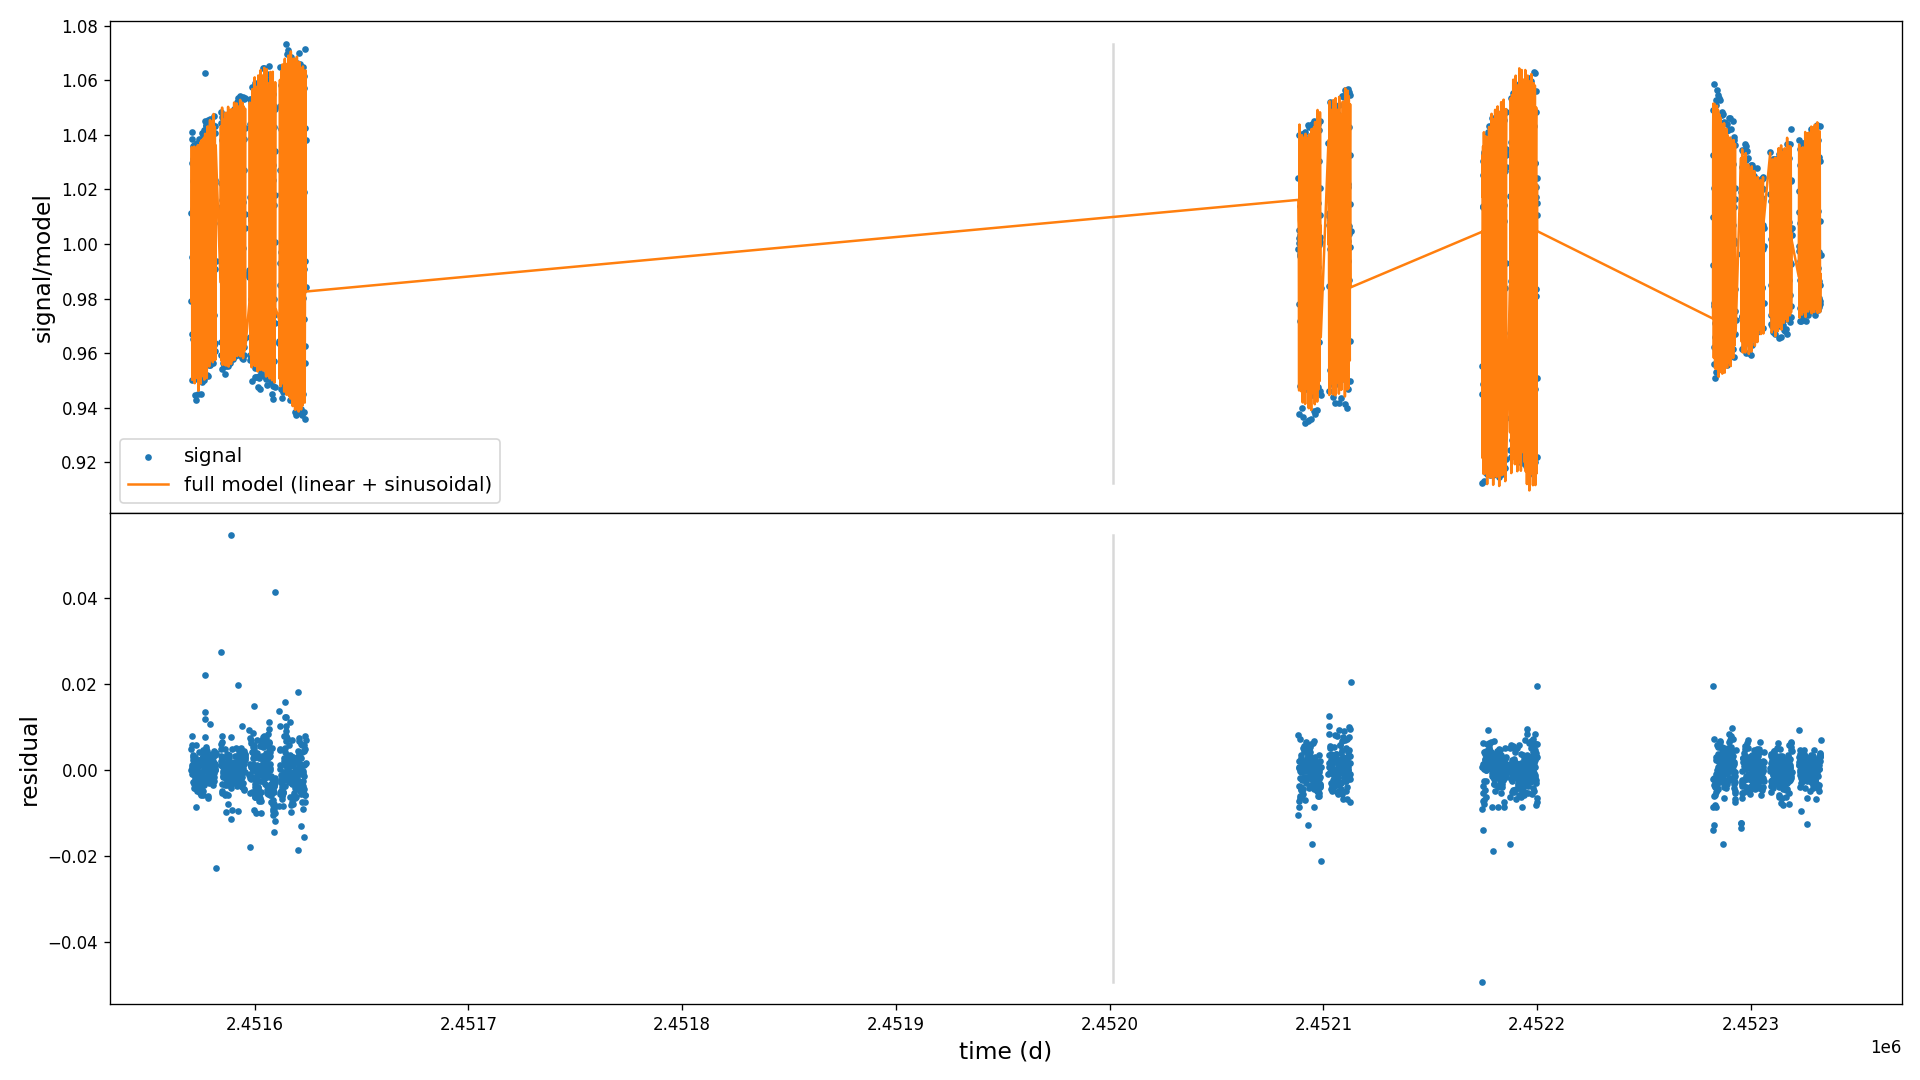 1.08
1.06
1.04
1.02
1.00
0.98
0.96
0.94
0.92
signal/model
signal
full model (linear + sinusoidal)
0.04
0.02
0.00
−0.02
−0.04
residual
2.4516 2.4517 2.4518 2.4519 2.4520 2.4521 2.4522 2.4523
1e6
time (d)